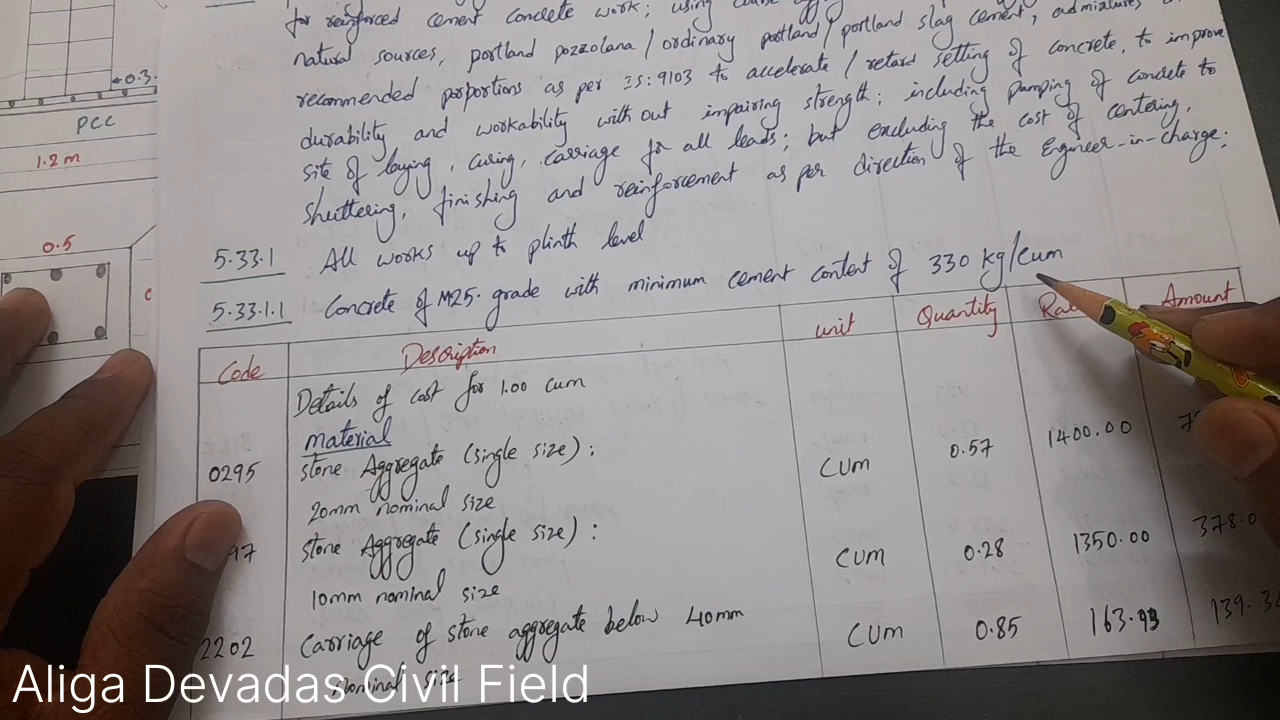 for reinforced cement concrete work; using
natural sources, portland pozzolana / ordinary portland / portland slag cement, admixtures
recommended porportions as per IS:9103 to accelerate / retard setting of concrete, to improve
durability and workability with out impairing strength; including pumping of concrete to
site of laying, curing, carriage for all leads; but excluding the cost of centering,
shuttering, finishing and reinforcement as per direction of the Engineer-in-charge;
5.33.1 All works up to plinth level
5.33.1.1 Concrete of M25 grade with minimum cement content of 330 kg/cum
Code Description unit Quantity Amount
Details of cost for 1.00 cum
material
0295 stone Aggregate (single size): cum 0.57 1400.00
20mm nominal size
97 stone Aggregate (single size): cum 0.28 1350.00 378.0
10mm nominal size
2202 Carriage of stone aggregate below 40mm cum 0.85 163.93 139.3
nominal size
0.3
PCC
1.2 m
0.5
Aliga Devadas Civil Field